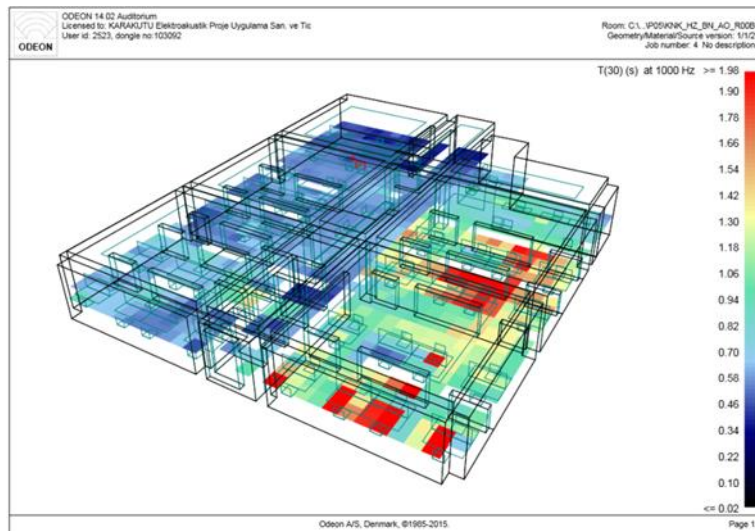 ODEON 14.02 Auditorium
Licensed to: KARAKUTU Elektroakustik Proje Uygulama San. ve Tic
User id: 2523, dongle no:103092
ODEON
Room: C:\...\P05\KNK_HZ_BN_AO_R00B
Geometry/Material/Source version: 1/1/2
Job number: 4 No description
T(30) (s) at 1000 Hz >= 1.98
1.90
1.78
1.66
1.54
1.42
1.30
1.18
1.06
0.94
0.82
0.70
0.58
0.46
0.34
0.22
0.10
<= 0.02
Odeon A/S, Denmark, ©1985-2015.
Page 1